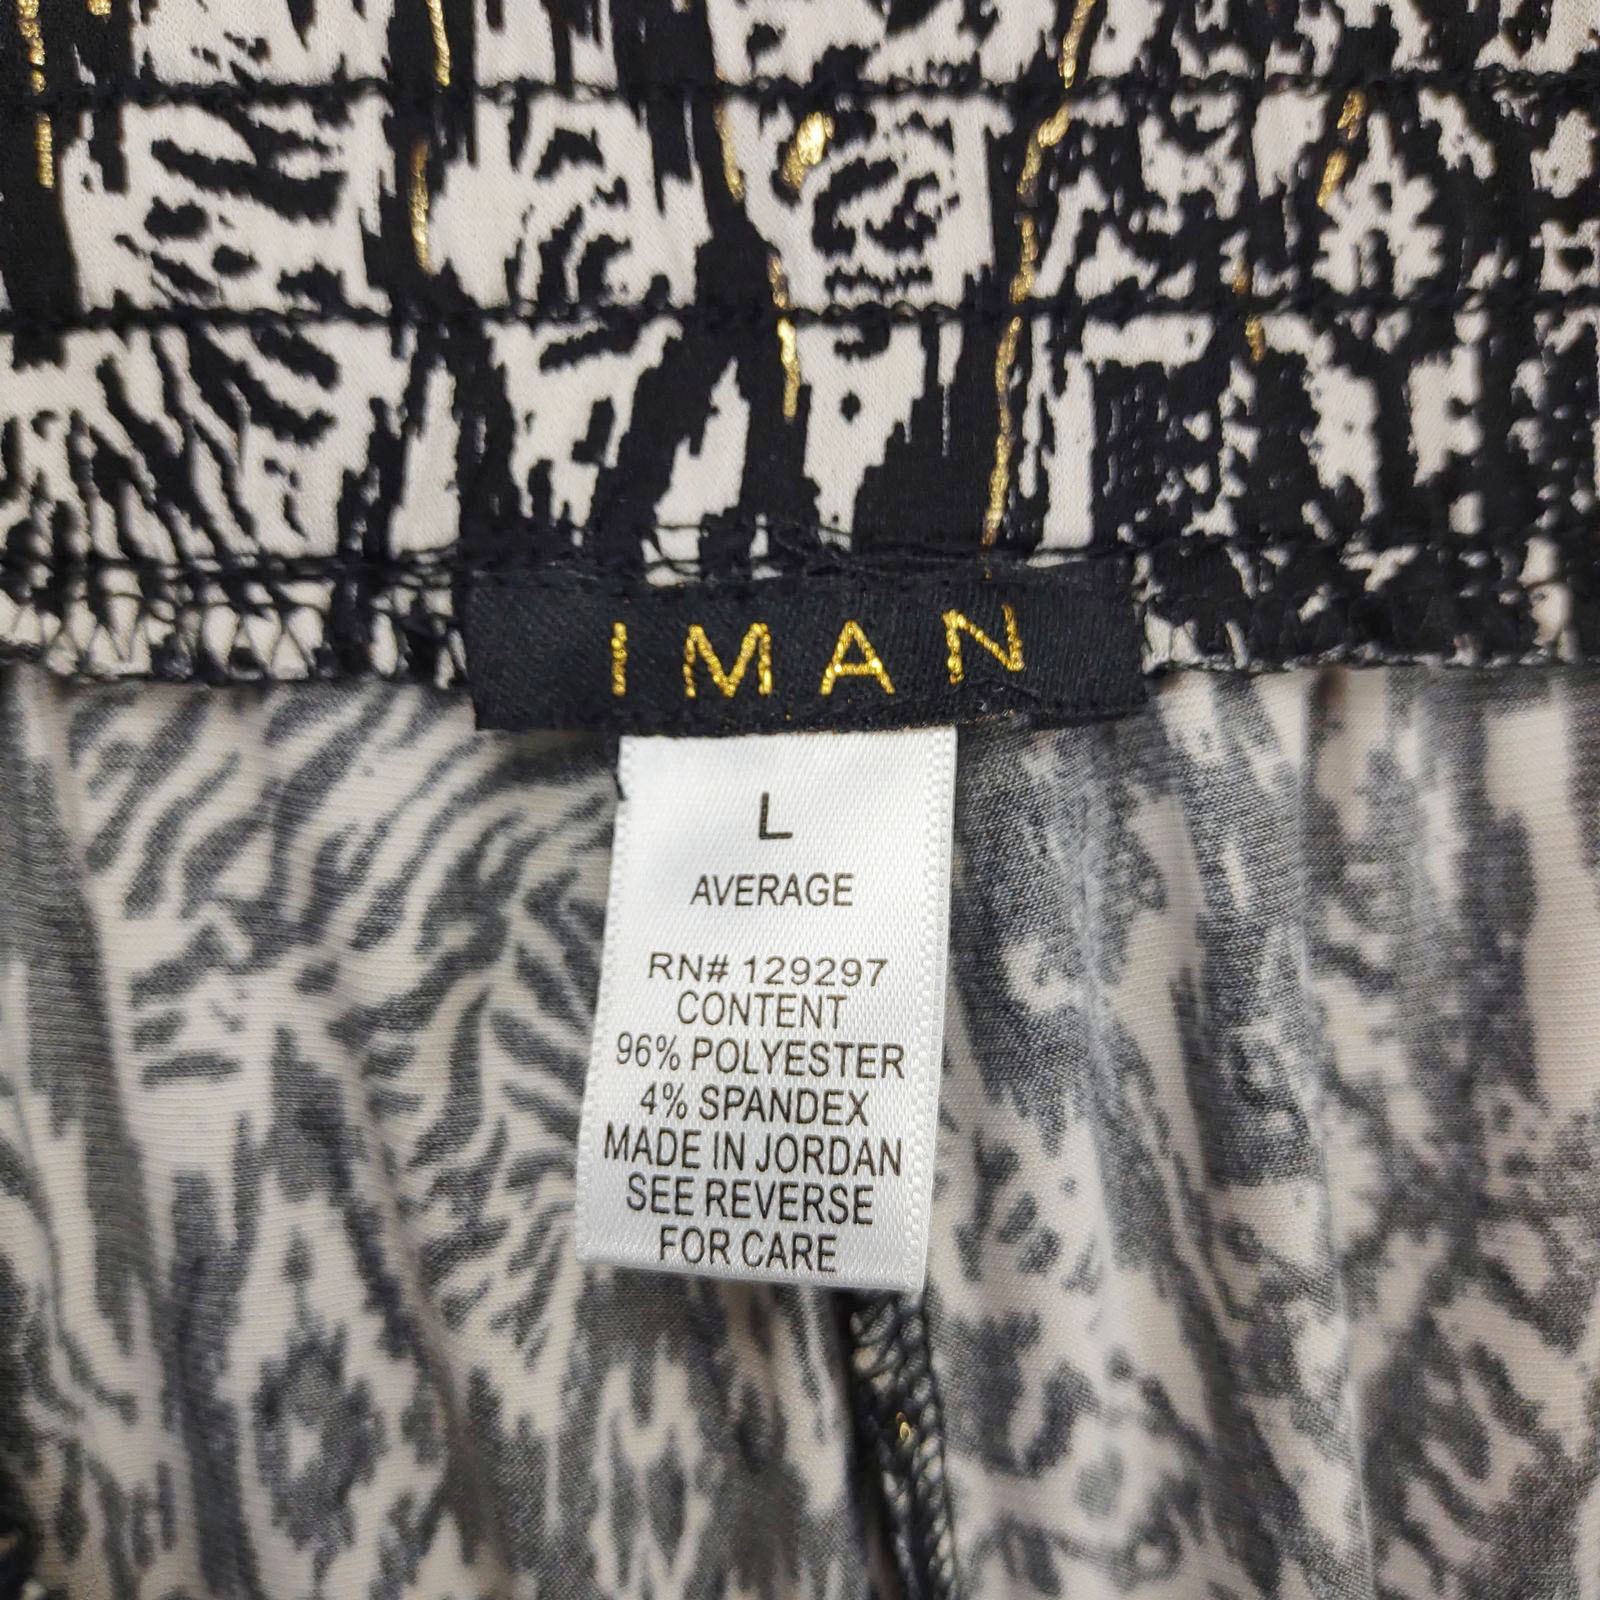 IMAN
L
AVERAGE
RN# 129297
CONTENT
96% POLYESTER
4% SPANDEX
MADE IN JORDAN
SEE REVERSE
FOR CARE